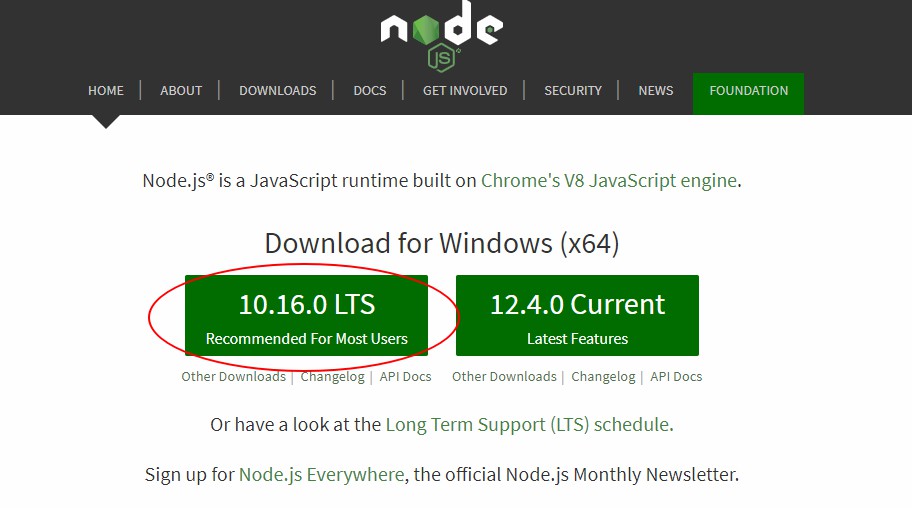 node
JS
HOME | ABOUT | DOWNLOADS | DOCS | GET INVOLVED | SECURITY | NEWS FOUNDATION
Node.js® is a JavaScript runtime built on Chrome's V8 JavaScript engine.
Download for Windows (x64)
10.16.0 LTS
Recommended For Most Users
12.4.0 Current
Latest Features
Other Downloads | Changelog | API Docs
Other Downloads | Changelog | API Docs
Or have a look at the Long Term Support (LTS) schedule.
Sign up for Node.js Everywhere, the official Node.js Monthly Newsletter.